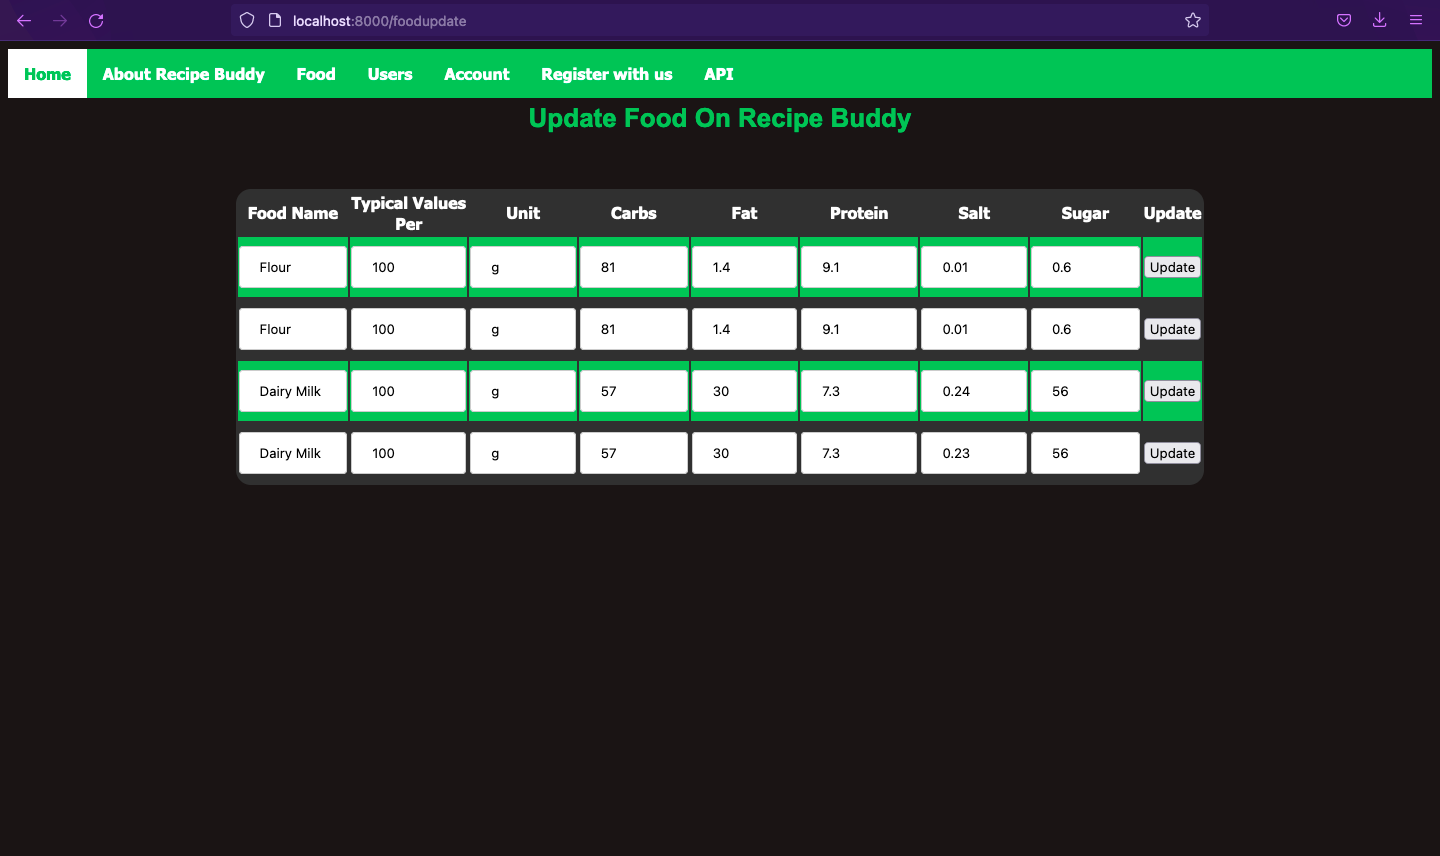 localhost:8000/foodupdate
Home About Recipe Buddy Food Users Account Register with us API
Update Food On Recipe Buddy
Food Name Typical Values Per Unit Carbs Fat Protein Salt Sugar Update
Flour 100 g 81 1.4 9.1 0.01 0.6 Update
Flour 100 g 81 1.4 9.1 0.01 0.6 Update
Dairy Milk 100 g 57 30 7.3 0.24 56 Update
Dairy Milk 100 g 57 30 7.3 0.23 56 Update